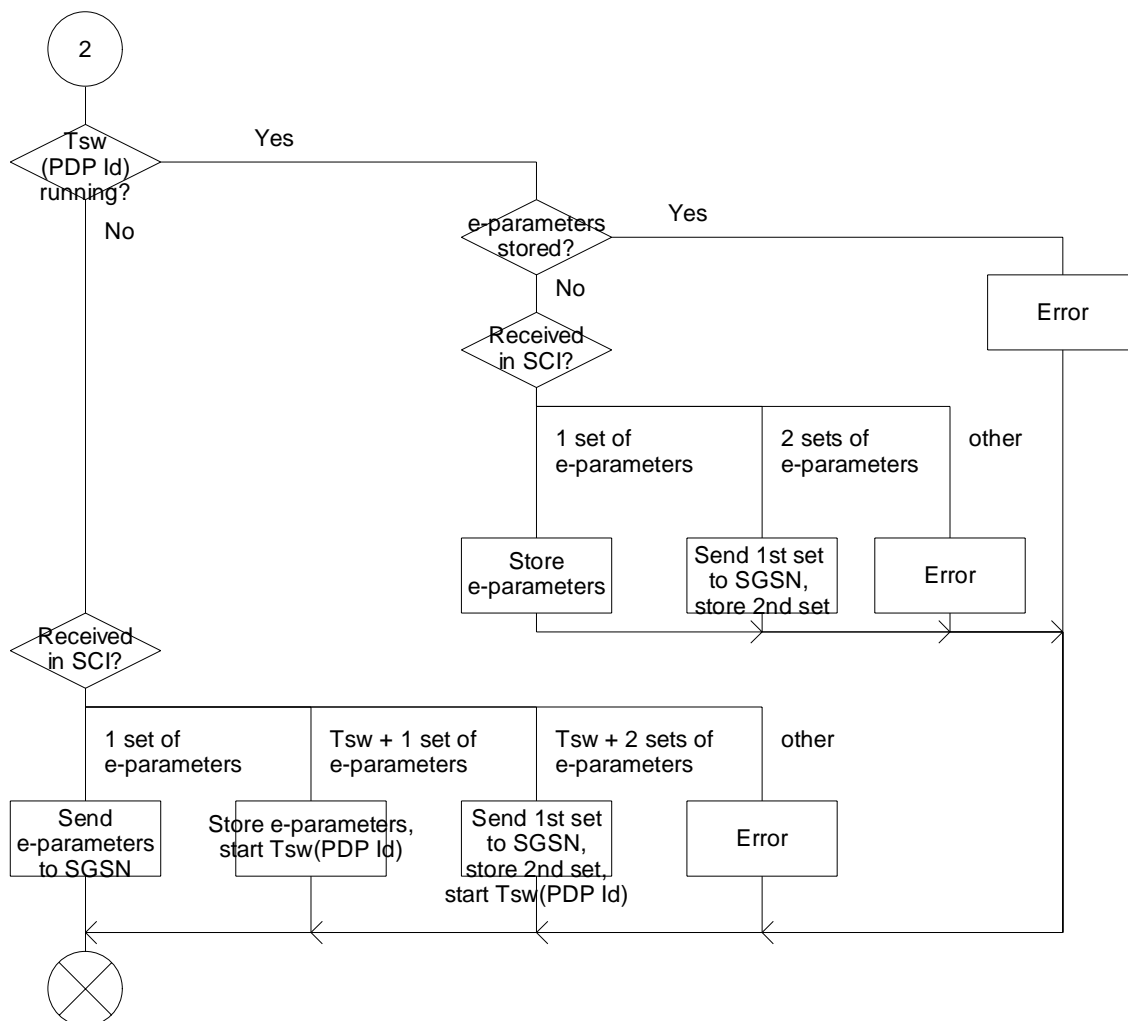 2
Tsw
(PDP Id)
running?
Yes
No
e-parameters
stored?
Yes
No
Error
Received
in SCI?
1 set of
e-parameters
2 sets of
e-parameters
other
Store
e-parameters
Send 1st set
to SGSN,
store 2nd set
Error
Received
in SCI?
1 set of
e-parameters
Tsw + 1 set of
e-parameters
Tsw + 2 sets of
e-parameters
other
Send
e-parameters
to SGSN
Store e-parameters,
start Tsw(PDP Id)
Send 1st set
to SGSN,
store 2nd set,
start Tsw(PDP Id)
Error